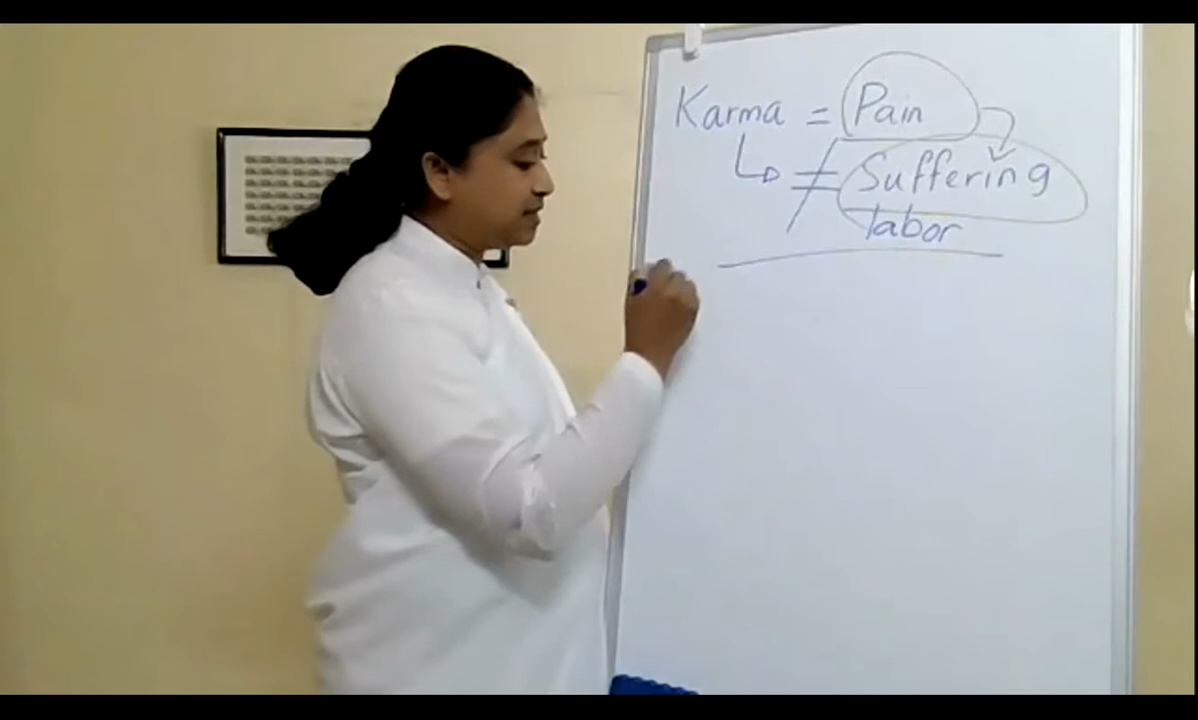 Karma = Pain
≠ Suffering
labor